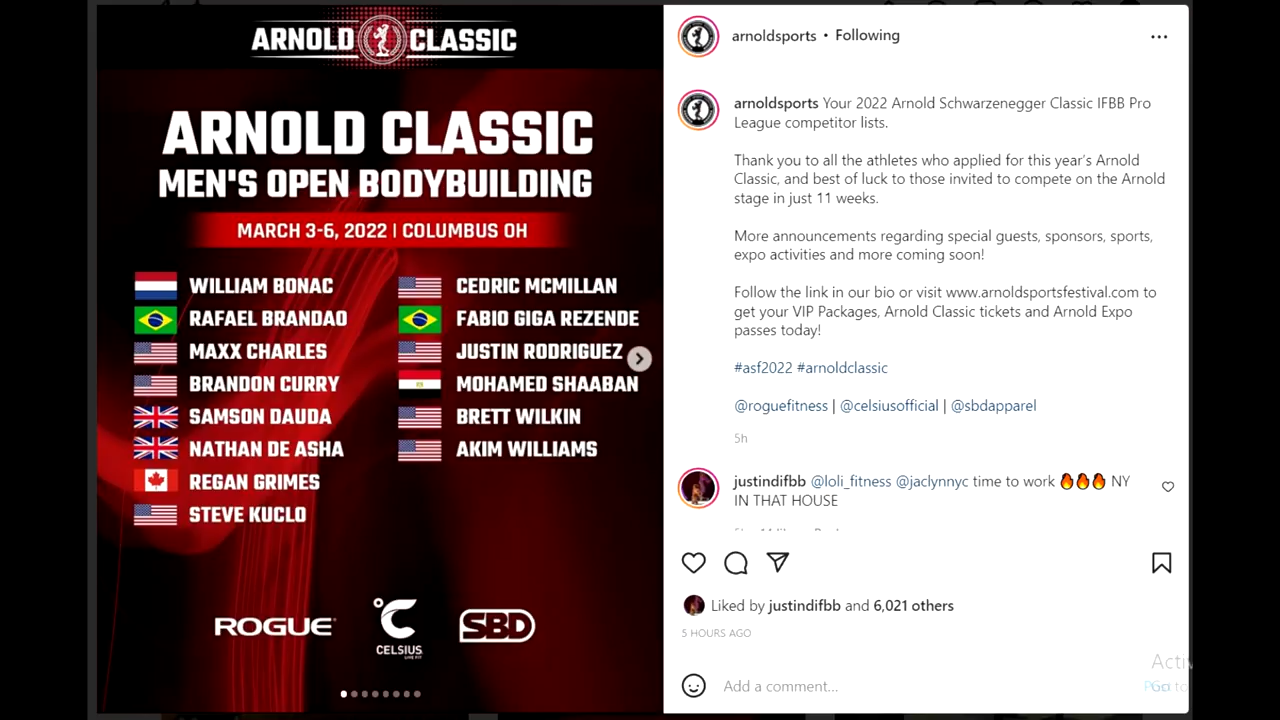 ARNOLD CLASSIC
ARNOLD CLASSIC
MEN'S OPEN BODYBUILDING
MARCH 3-6, 2022 | COLUMBUS OH
WILLIAM BONAC
RAFAEL BRANDAO
MAXX CHARLES
BRANDON CURRY
SAMSON DAUDA
NATHAN DE ASHA
REGAN GRIMES
STEVE KUCLO
CEDRIC MCMILLAN
FABIO GIGA REZENDE
JUSTIN RODRIGUEZ
MOHAMED SHAABAN
BRETT WILKIN
AKIM WILLIAMS
ROGUE
CELSIUS
LIVE FIT
SBD
arnoldsports • Following
arnoldsports Your 2022 Arnold Schwarzenegger Classic IFBB Pro
League competitor lists.
Thank you to all the athletes who applied for this year's Arnold
Classic, and best of luck to those invited to compete on the Arnold
stage in just 11 weeks.
More announcements regarding special guests, sponsors, sports,
expo activities and more coming soon!
Follow the link in our bio or visit www.arnoldsportsfestival.com to
get your VIP Packages, Arnold Classic tickets and Arnold Expo
passes today!
#asf2022 #arnoldclassic
@roguefitness | @celsiusofficial | @sbdapparel
5h
justindifbb @loli_fitness @jaclynnyc time to work 🔥🔥🔥 NY
IN THAT HOUSE
Liked by justindifbb and 6,021 others
5 HOURS AGO
Add a comment...